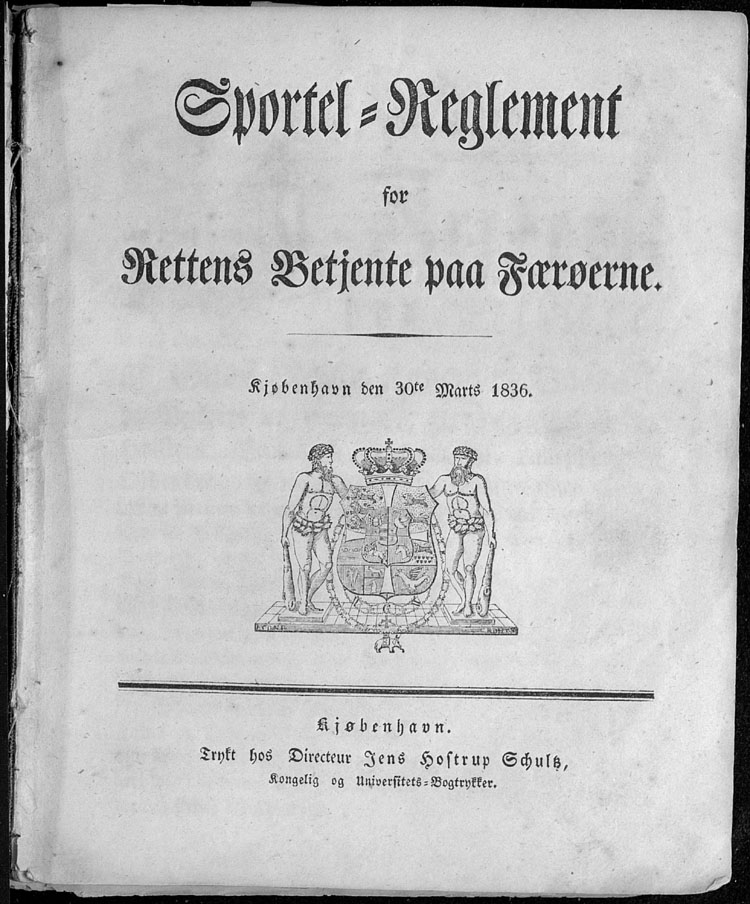 Sportel-Reglement
for
Rettens Betjente paa Færøerne.
Kjøbenhavn den 30te Marts 1836.
Kjøbenhavn.
Trykt hos Directeur Jens Hostrup Schultz,
Kongelig og Universitets-Bogtrykker.